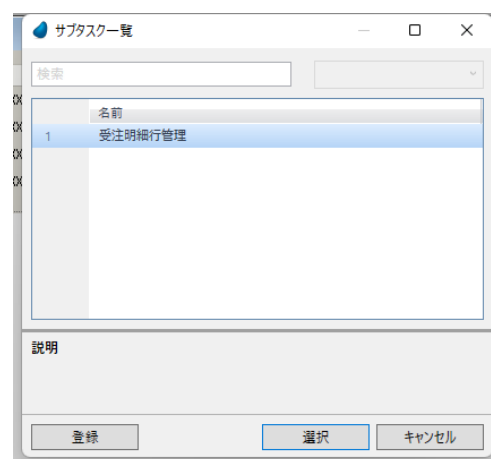 サブタスク一覧
検索
名前
1 受注明細行管理
説明
登録 選択 キャンセル